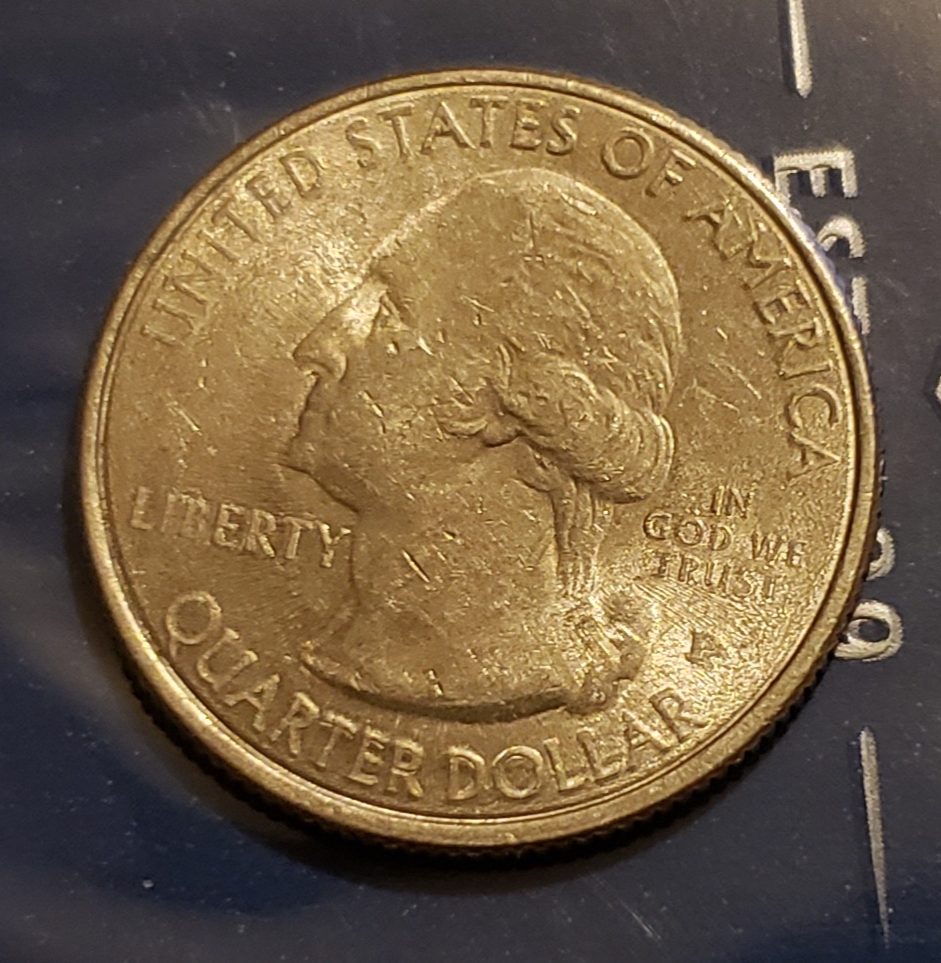 UNITED STATES OF AMERICA
LIBERTY
IN
GOD WE
TRUST
P
QUARTER DOLLAR